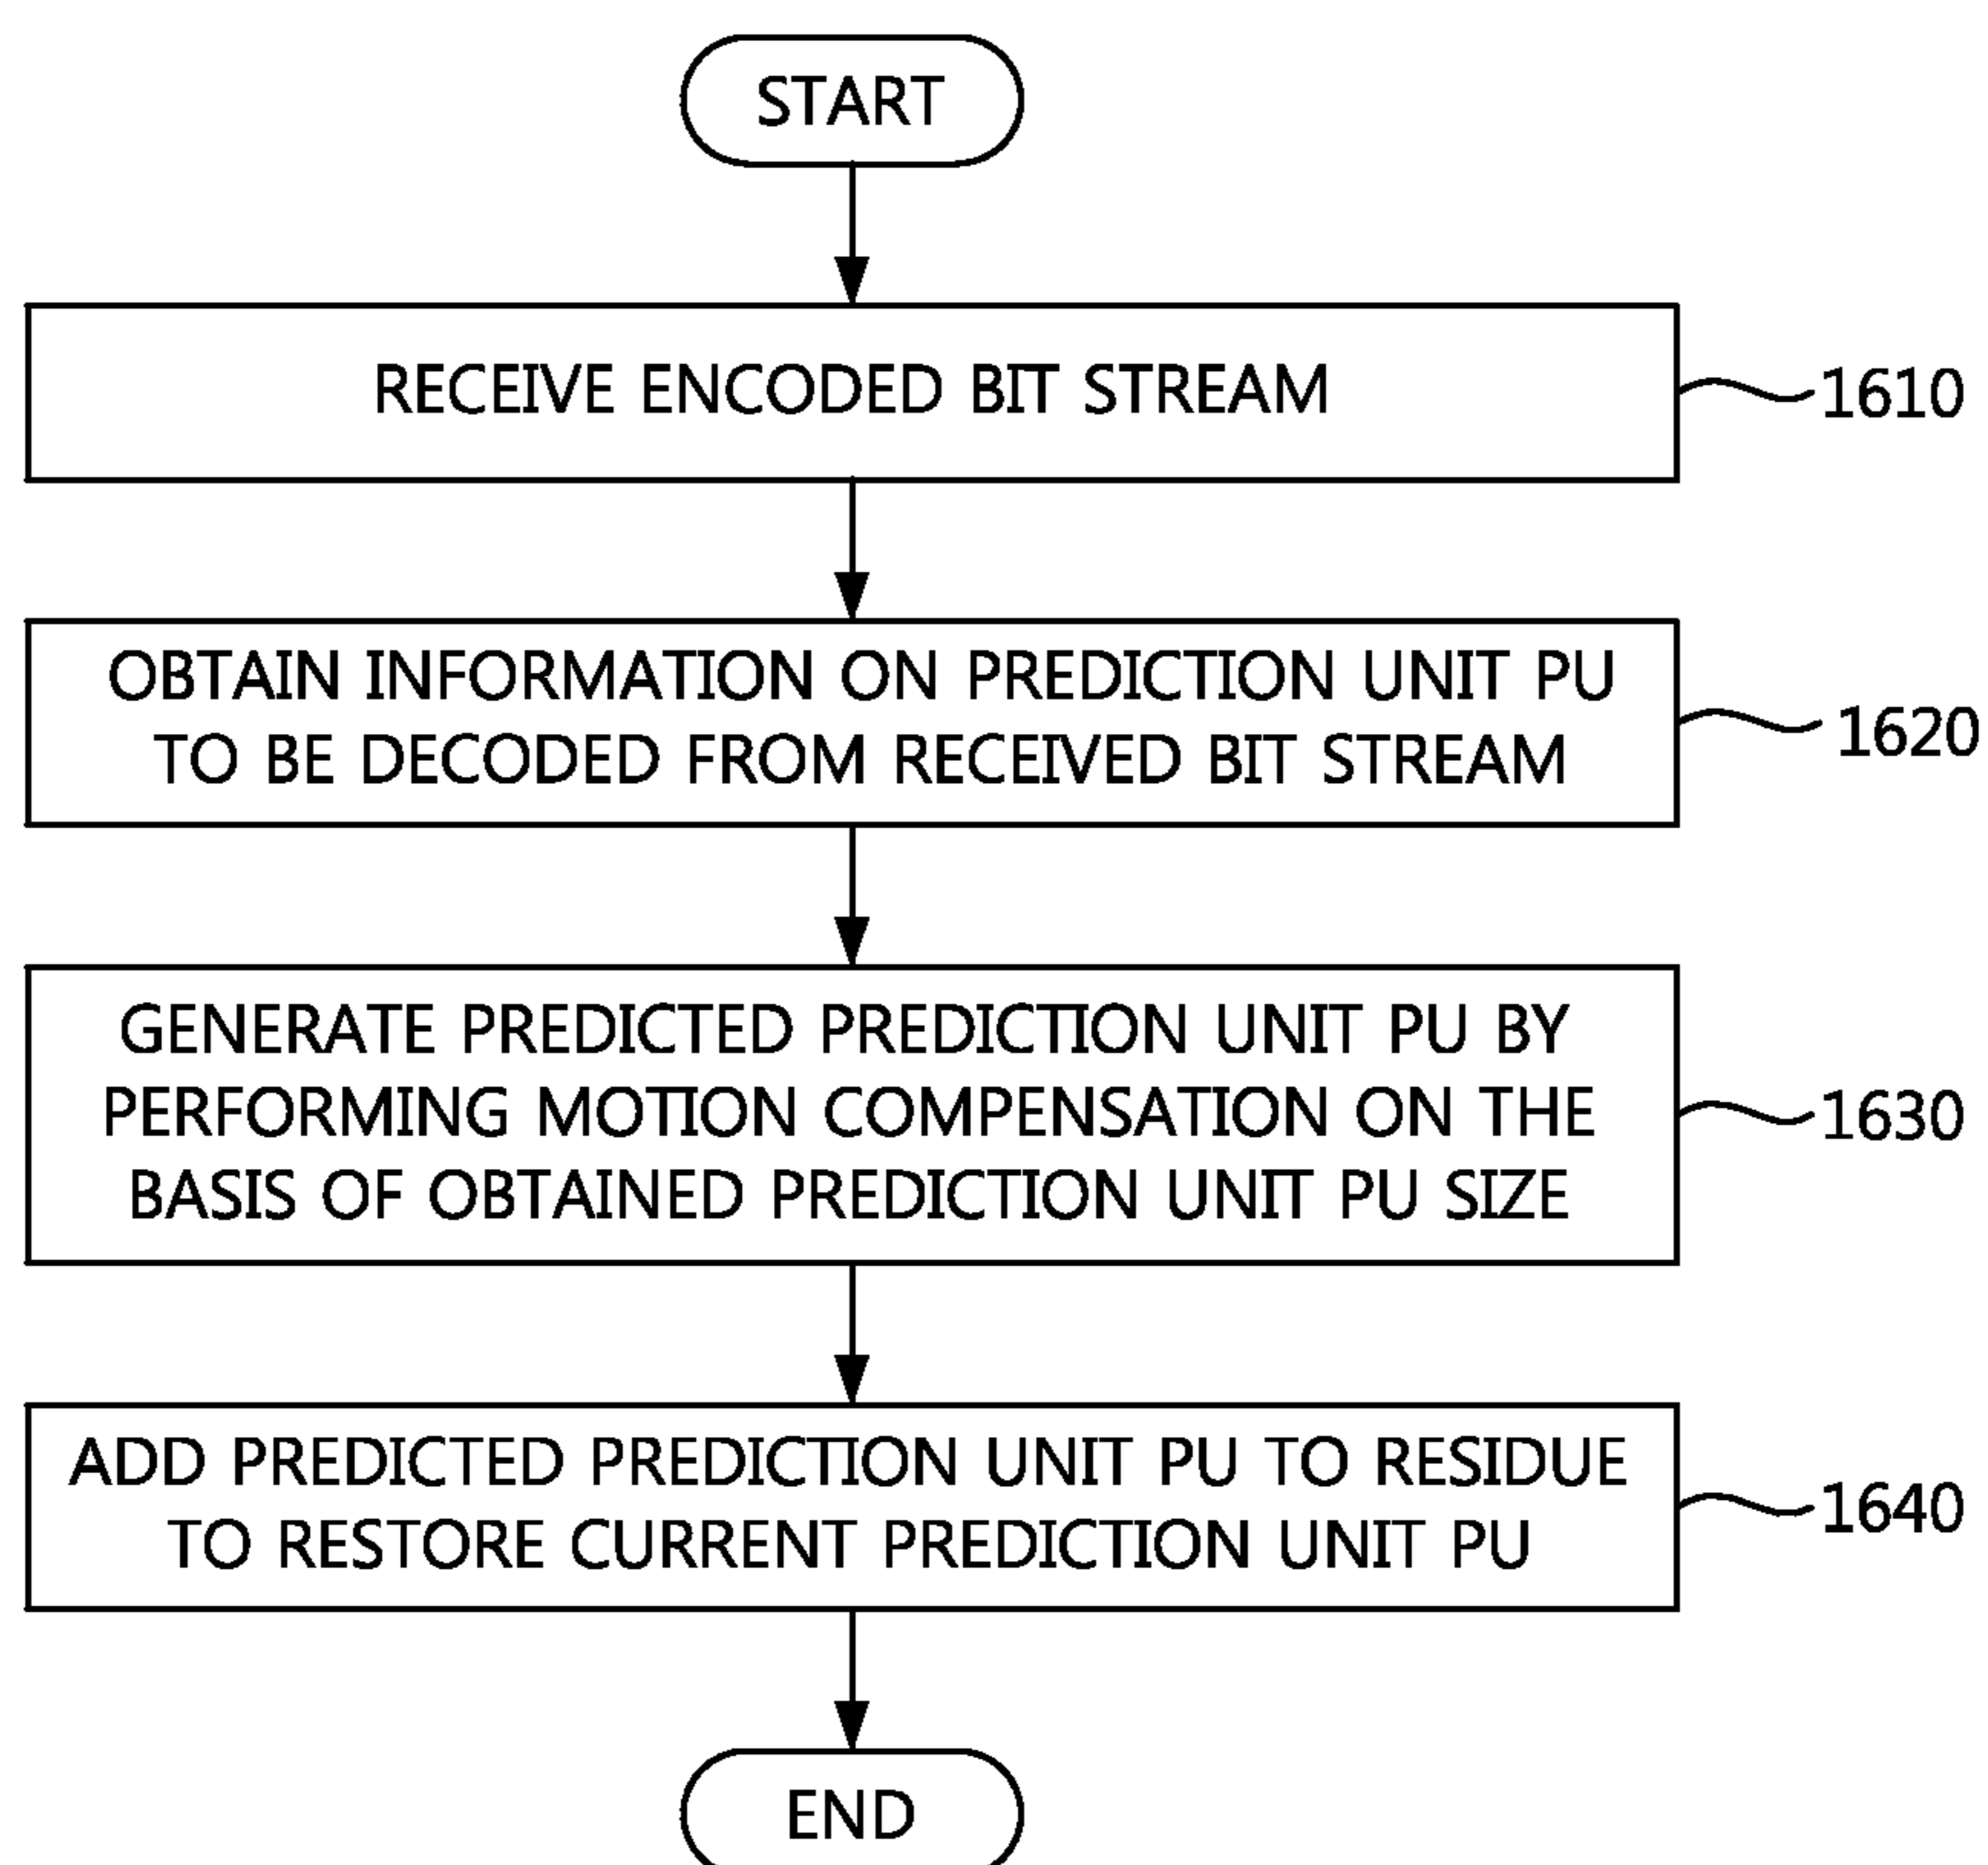 START
RECEIVE ENCODED BIT STREAM
1610
OBTAIN INFORMATION ON PREDICTION UNIT PU
TO BE DECODED FROM RECEIVED BIT STREAM
1620
GENERATE PREDICTED PREDICTION UNIT PU BY
PERFORMING MOTION COMPENSATION ON THE
BASIS OF OBTAINED PREDICTION UNIT PU SIZE
1630
ADD PREDICTED PREDICTION UNIT PU TO RESIDUE
TO RESTORE CURRENT PREDICTION UNIT PU
1640
END